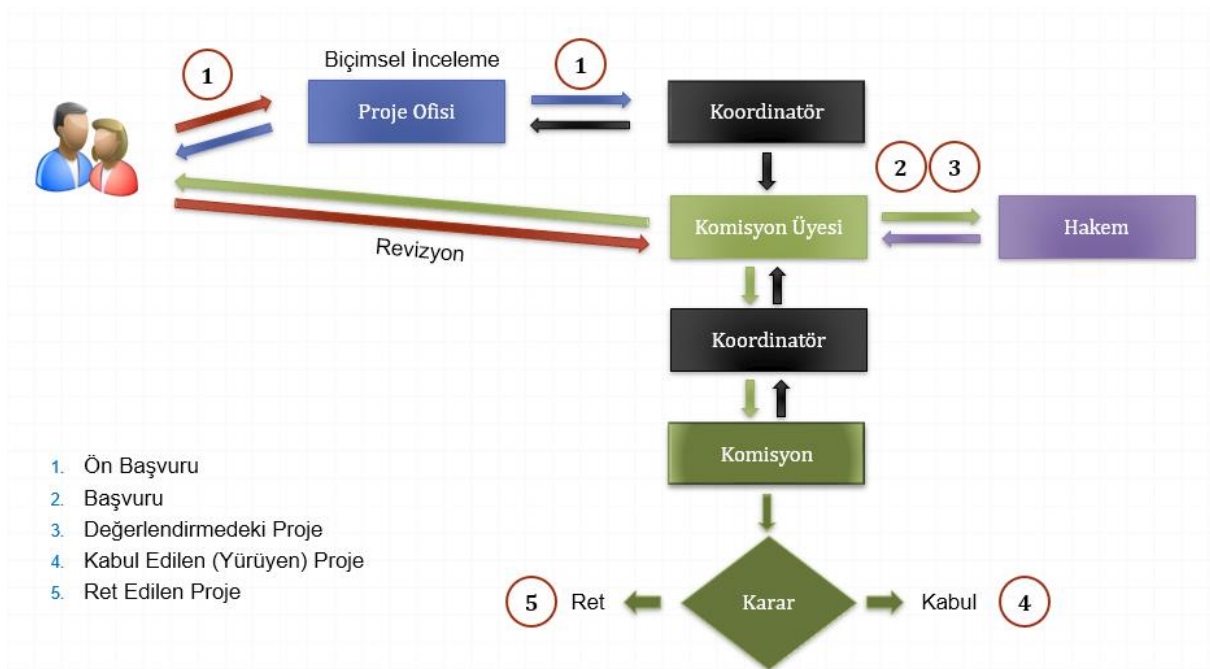 Biçimsel İnceleme
1
1
Proje Ofisi
Koordinatör
2
3
Komisyon Üyesi
Hakem
Revizyon
Koordinatör
Komisyon
1. Ön Başvuru
2. Başvuru
3. Değerlendirmedeki Proje
4. Kabul Edilen (Yürüyen) Proje
5. Ret Edilen Proje
5
Ret
Karar
Kabul
4